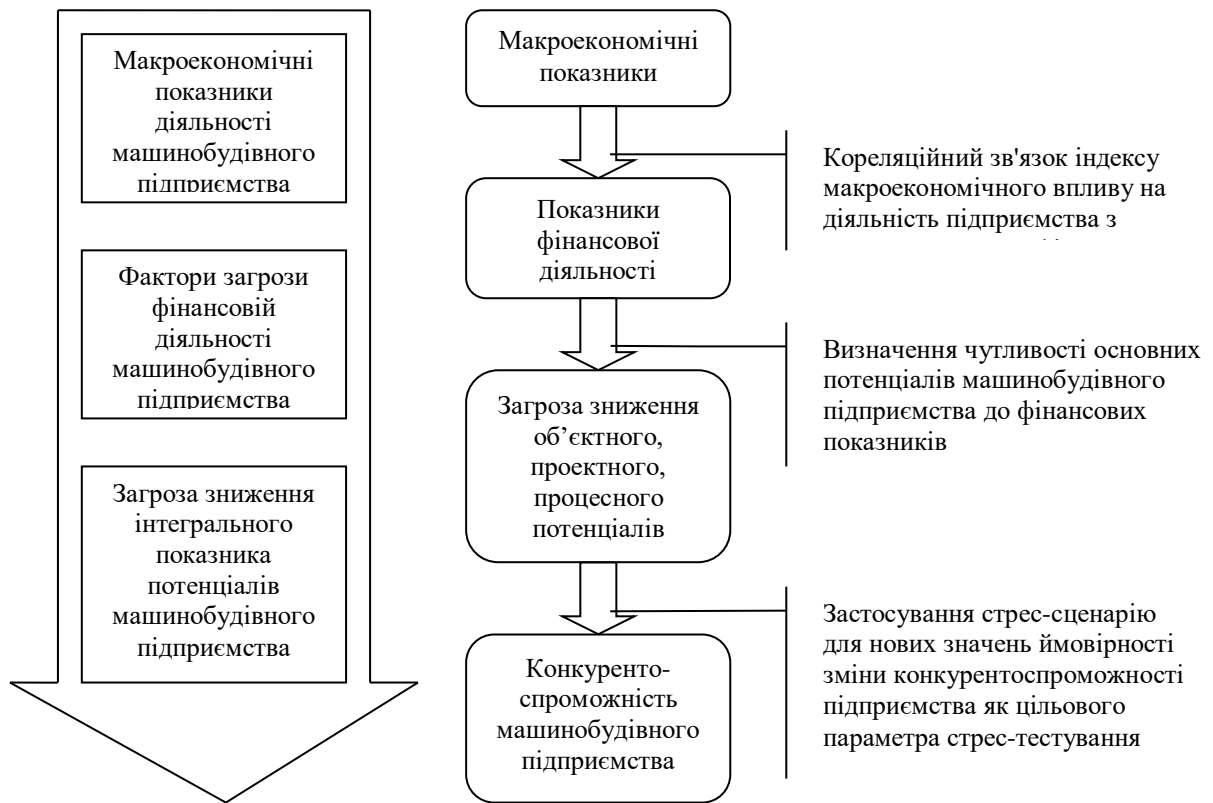 Макроекономічні
показники
діяльності
машинобудівного
підприємства
Фактори загрози
фінансовій
діяльності
машинобудівного
підприємства
Загроза зниження
інтегрального
показника
потенціалів
машинобудівного
підприємства
Макроекономічні
показники
Показники
фінансової
діяльності
Загроза зниження
об’єктного,
проектного,
процесного
потенціалів
Конкуренто-
спроможність
машинобудівного
підприємства
Кореляційний зв'язок індексу
макроекономічного впливу на
діяльність підприємства з
Визначення чутливості основних
потенціалів машинобудівного
підприємства до фінансових
показників
Застосування стрес-сценарію
для нових значень ймовірності
зміни конкурентоспроможності
підприємства як цільового
параметра стрес-тестування